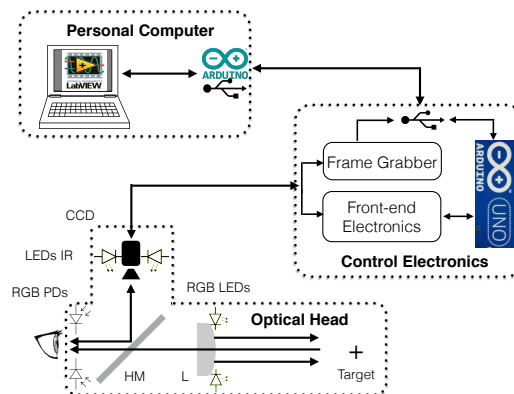 Personal Computer
LabVIEW
ARDUINO
Frame Grabber
Front-end
Electronics
ARDUINO
UNO
Control Electronics
CCD
LEDs IR
RGB PDs
RGB LEDs
Optical Head
HM
L
Target